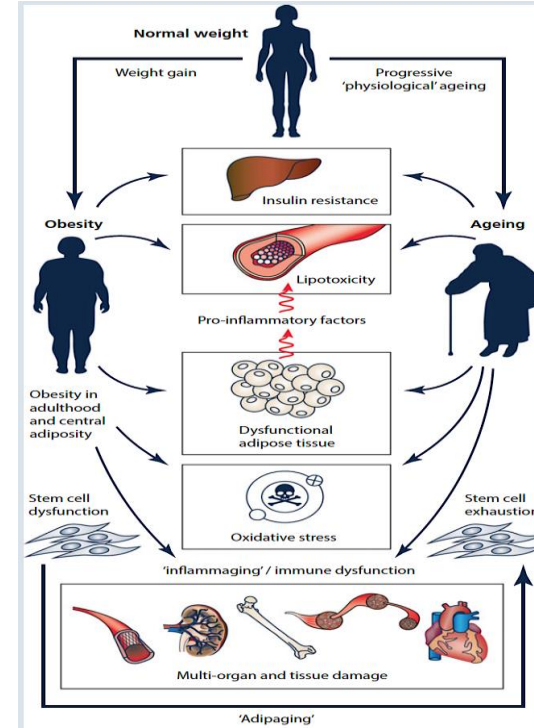 Normal weight
Weight gain
Progressive
'physiological' ageing
Insulin resistance
Obesity
Ageing
Lipotoxicity
Pro-inflammatory factors
Obesity in
adulthood
and central
adiposity
Dysfunctional
adipose tissue
Stem cell
dysfunction
Stem cell
exhaustion
Oxidative stress
'inflammaging' / immune dysfunction
Multi-organ and tissue damage
'Adipaging'